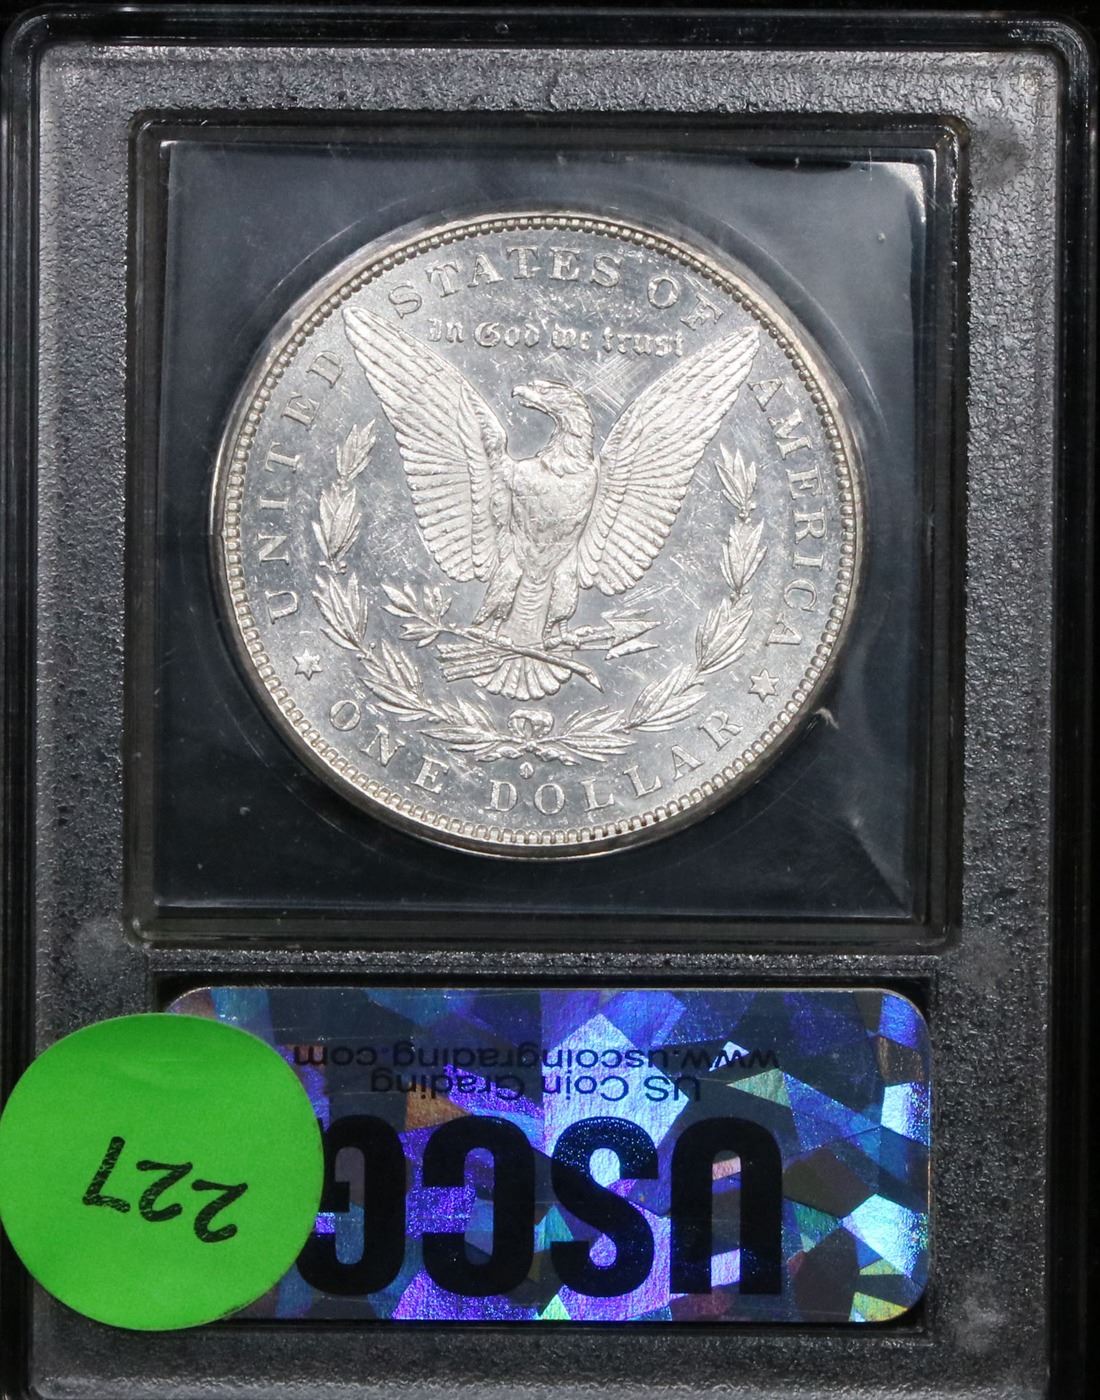 UNITED STATES OF AMERICA
In God we trust
ONE DOLLAR
USCG
US Coin Grading
www.uscoingrading.com
227